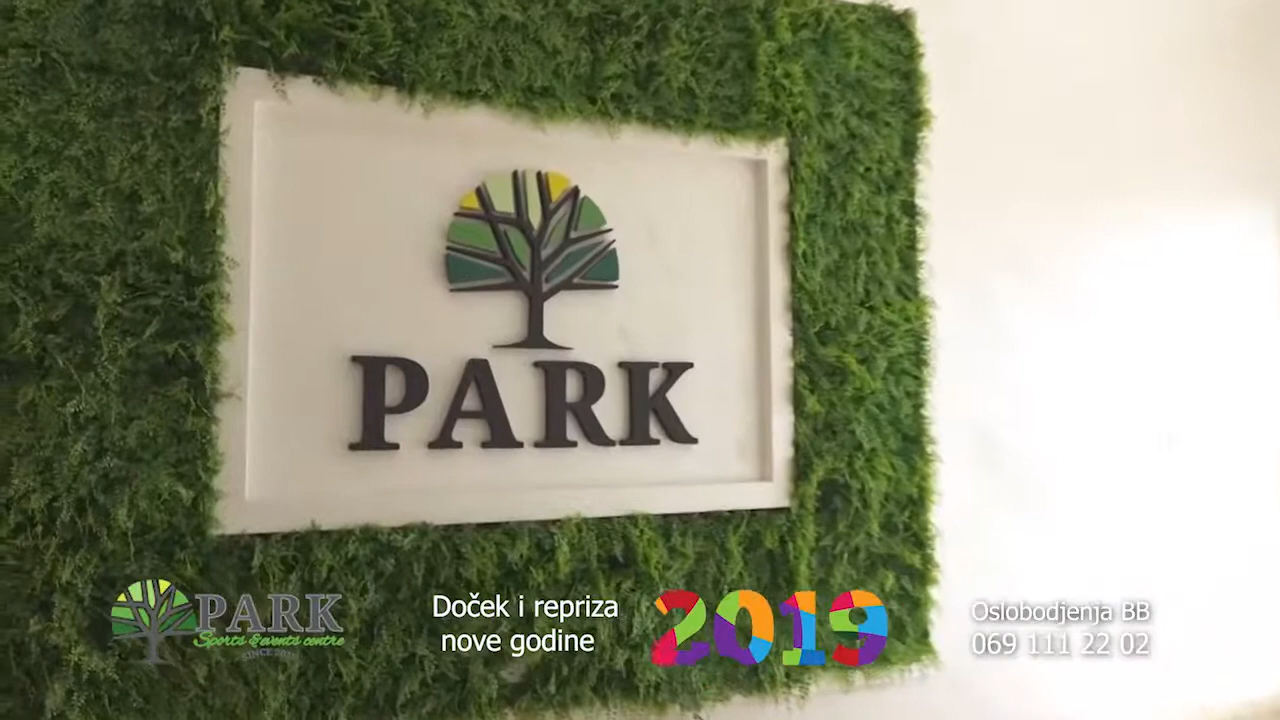 PARK
PARK
Sports & events centre
Doček i repriza
nove godine
2019
Oslobodjenja BB
069 111 22 02